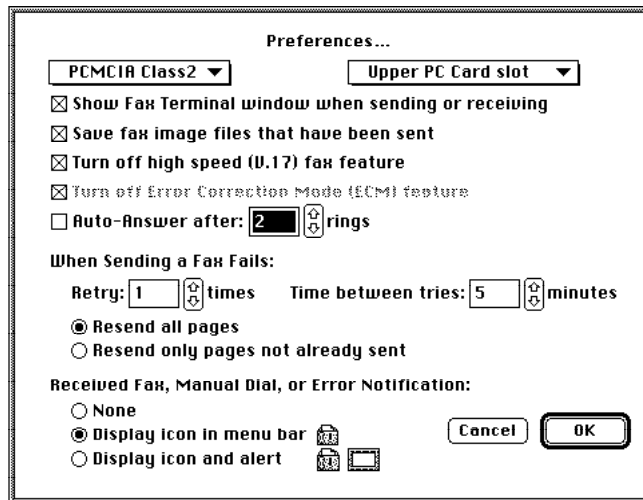 Preferences...
PCMCIA Class2 Upper PC Card slot
Show Fax Terminal window when sending or receiving
Save fax image files that have been sent
Turn off high speed (V.17) fax feature
Turn off Error Correction Mode (ECM) feature
Auto-Answer after: 2 rings
When Sending a Fax Fails:
Retry: 1 times Time between tries: 5 minutes
Resend all pages
Resend only pages not already sent
Received Fax, Manual Dial, or Error Notification:
None
Display icon in menu bar
Cancel OK
Display icon and alert